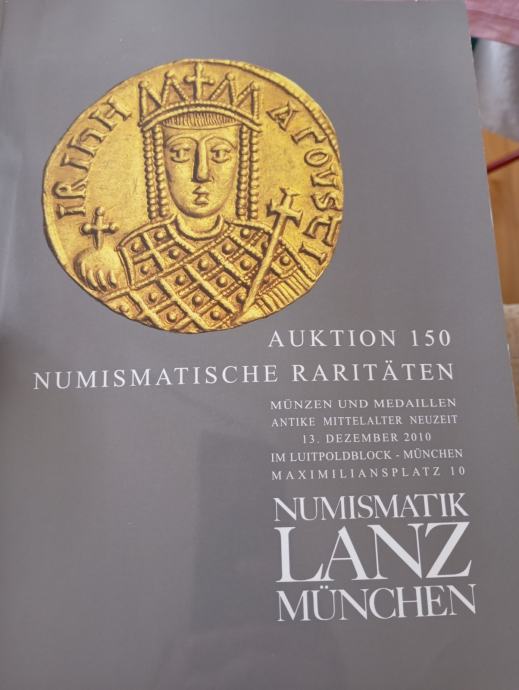 IRIҺH AΓOVSTI
AUKTION 150
NUMISMATISCHE RARITÄTEN
MÜNZEN UND MEDAILLEN
ANTIKE MITTELALTER NEUZEIT
13. DEZEMBER 2010
IM LUITPOLDBLOCK - MÜNCHEN
MAXIMILIANSPLATZ 10
NUMISMATIK
LANZ
MÜNCHEN